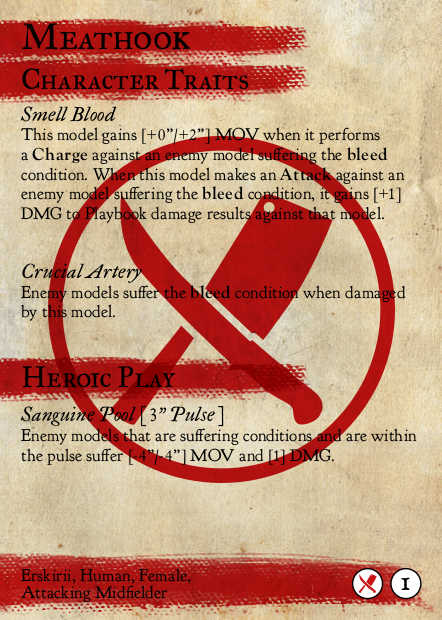 Meathook
Character Traits
Smell Blood
This model gains [+0"/+2"] MOV when it performs
a Charge against an enemy model suffering the bleed
condition. When this model makes an Attack against an
enemy model suffering the bleed condition, it gains [+1]
DMG to Playbook damage results against that model.
Crucial Artery
Enemy models suffer the bleed condition when damaged
by this model.
Heroic Play
Sanguine Pool [ 3" Pulse ]
Enemy models that are suffering conditions and are within
the pulse suffer [-4"/-4"] MOV and [1] DMG.
Erskirii, Human, Female,
Attacking Midfielder
1